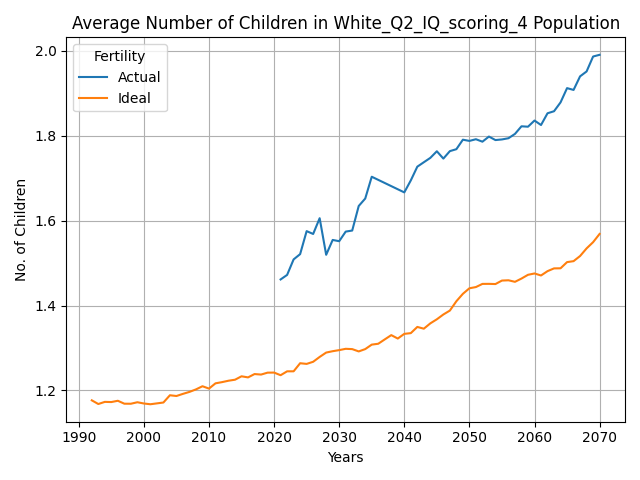 Average Number of Children in White_Q2_IQ_scoring_4 Population
Fertility
Actual
Ideal
No. of Children
2.0
1.8
1.6
1.4
1.2
1990 2000 2010 2020 2030 2040 2050 2060 2070
Years